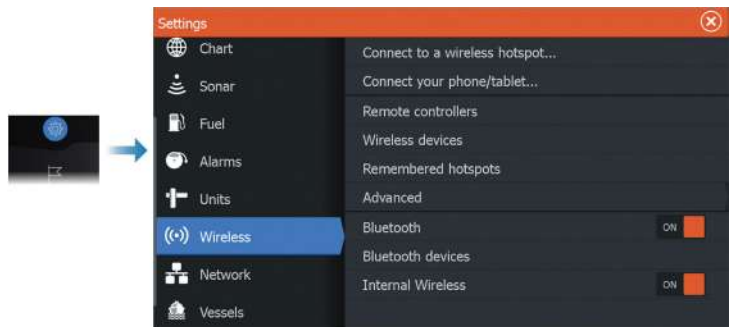 Settings
Chart
Sonar
Fuel
Alarms
Units
Wireless
Network
Vessels
Connect to a wireless hotspot...
Connect your phone/tablet...
Remote controllers
Wireless devices
Remembered hotspots
Advanced
Bluetooth ON
Bluetooth devices
Internal Wireless ON